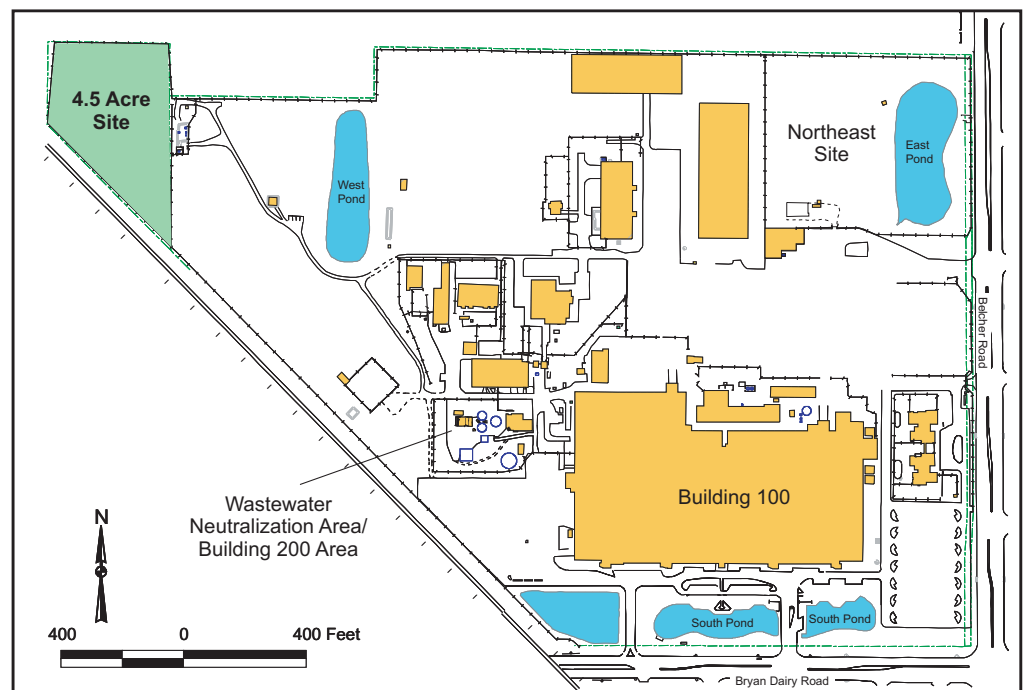 4.5 Acre
Site
West
Pond
Northeast
Site
East
Pond
Belcher Road
Building 100
Wastewater
Neutralization Area/
Building 200 Area
N
400 0 400 Feet
South Pond
South Pond
Bryan Dairy Road